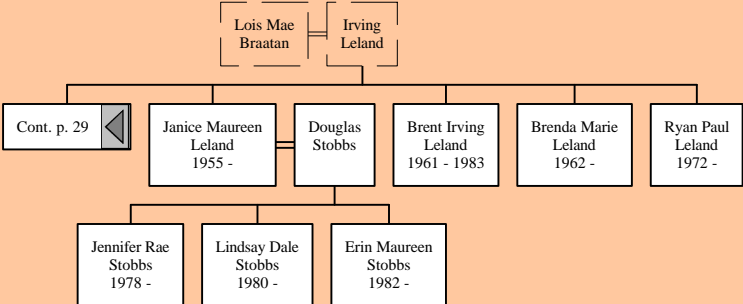 Lois Mae
Braatan
Irving
Leland
Cont. p. 29
Janice Maureen
Leland
1955 -
Douglas
Stobbs
Brent Irving
Leland
1961 - 1983
Brenda Marie
Leland
1962 -
Ryan Paul
Leland
1972 -
Jennifer Rae
Stobbs
1978 -
Lindsay Dale
Stobbs
1980 -
Erin Maureen
Stobbs
1982 -